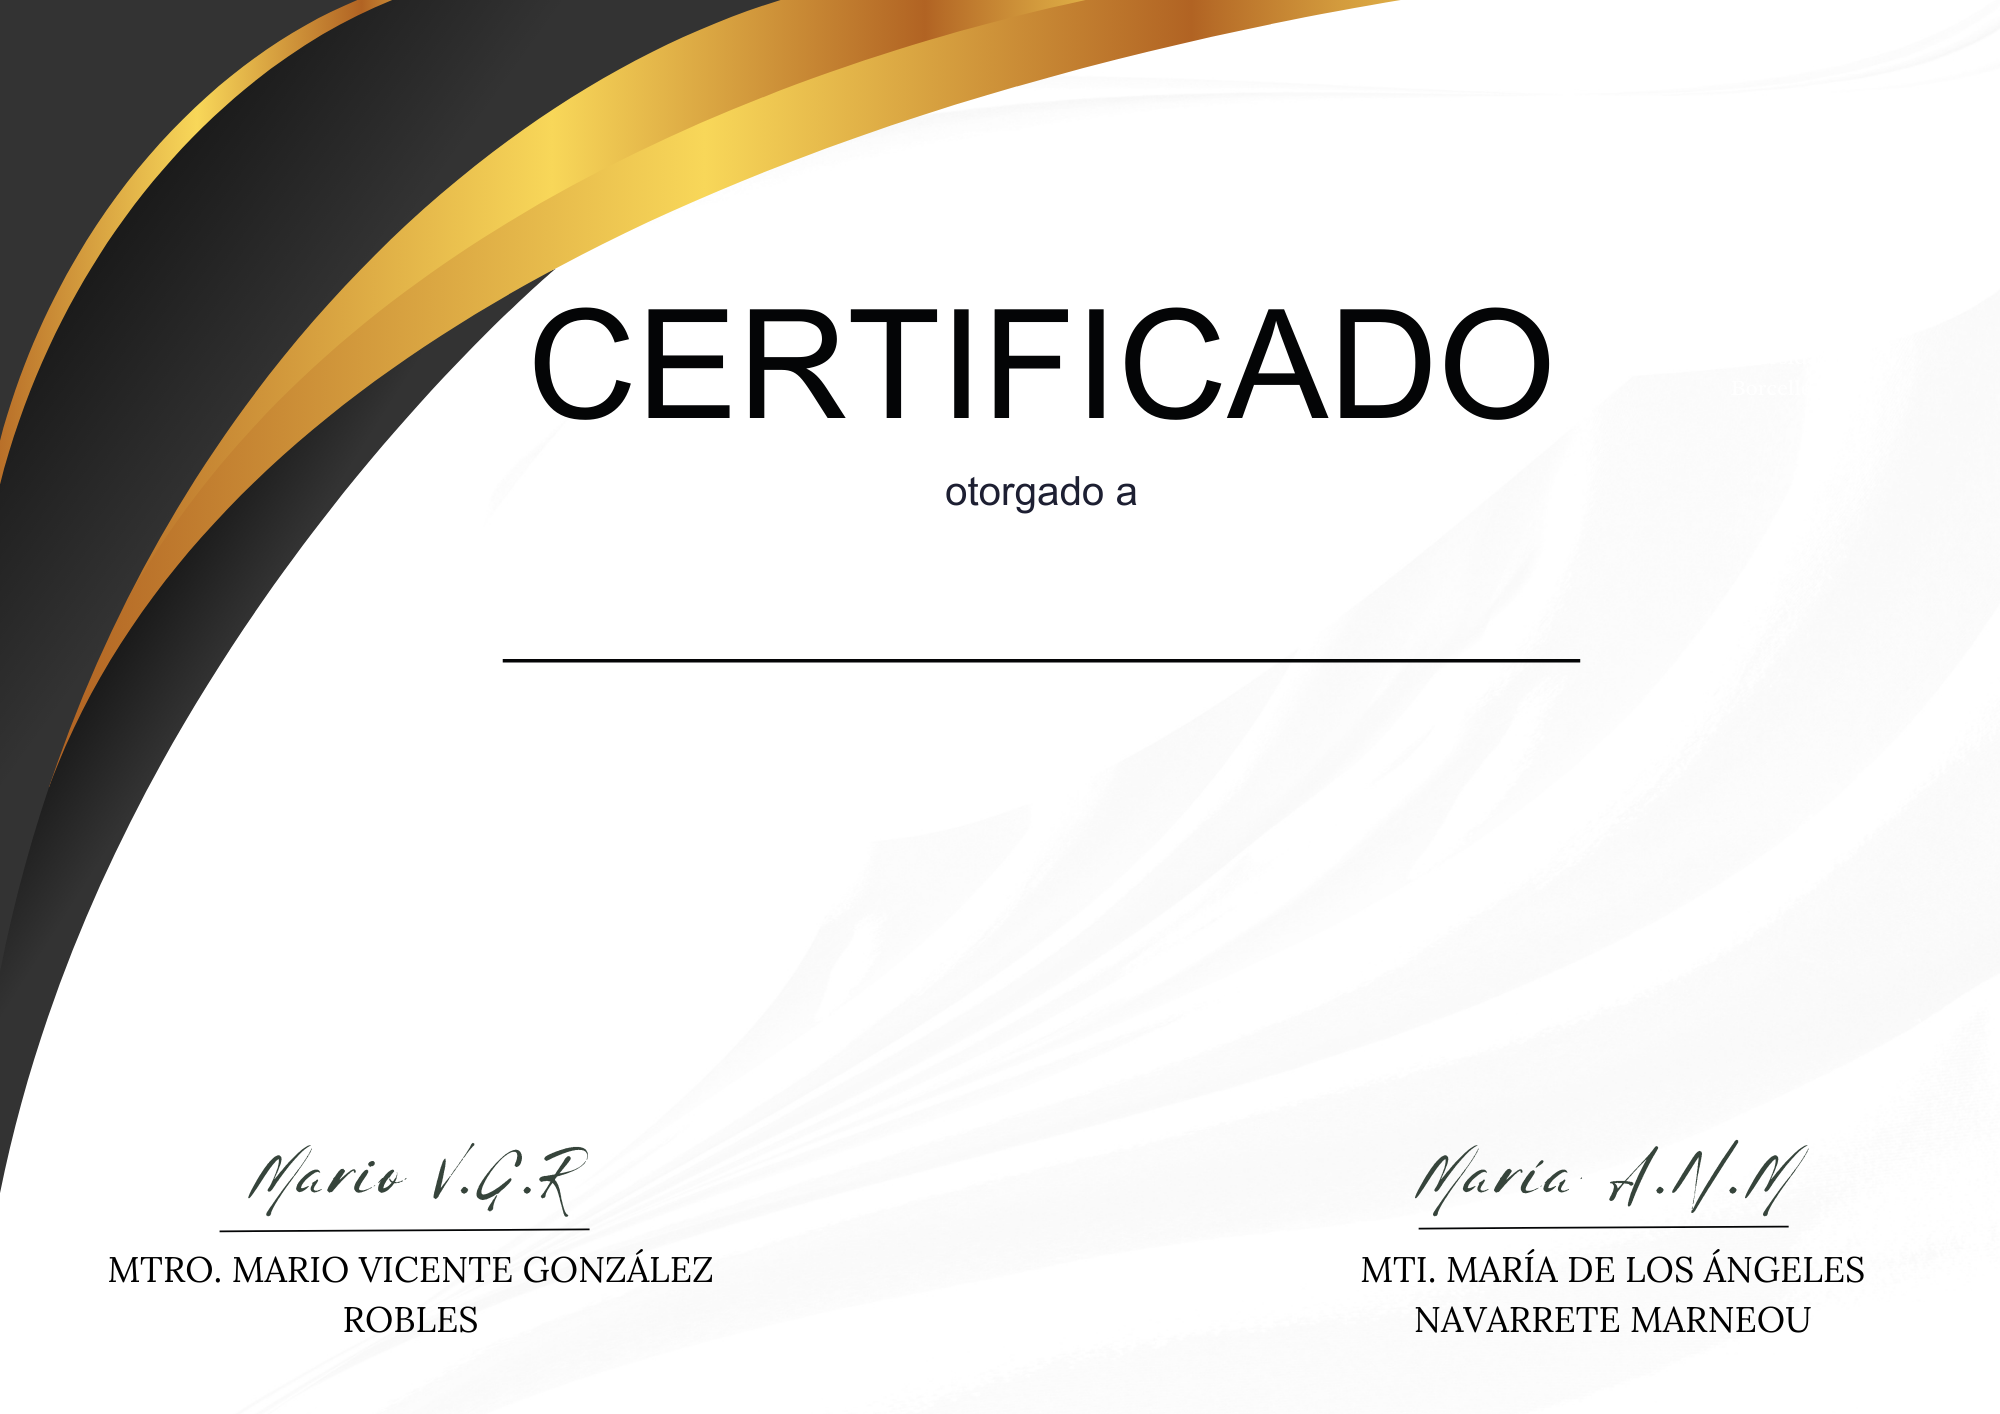 CERTIFICADO
otorgado a
Mario V.G.R
María A.N.M
MTRO. MARIO VICENTE GONZÁLEZ
ROBLES
MTI. MARÍA DE LOS ÁNGELES
NAVARRETE MARNEOU